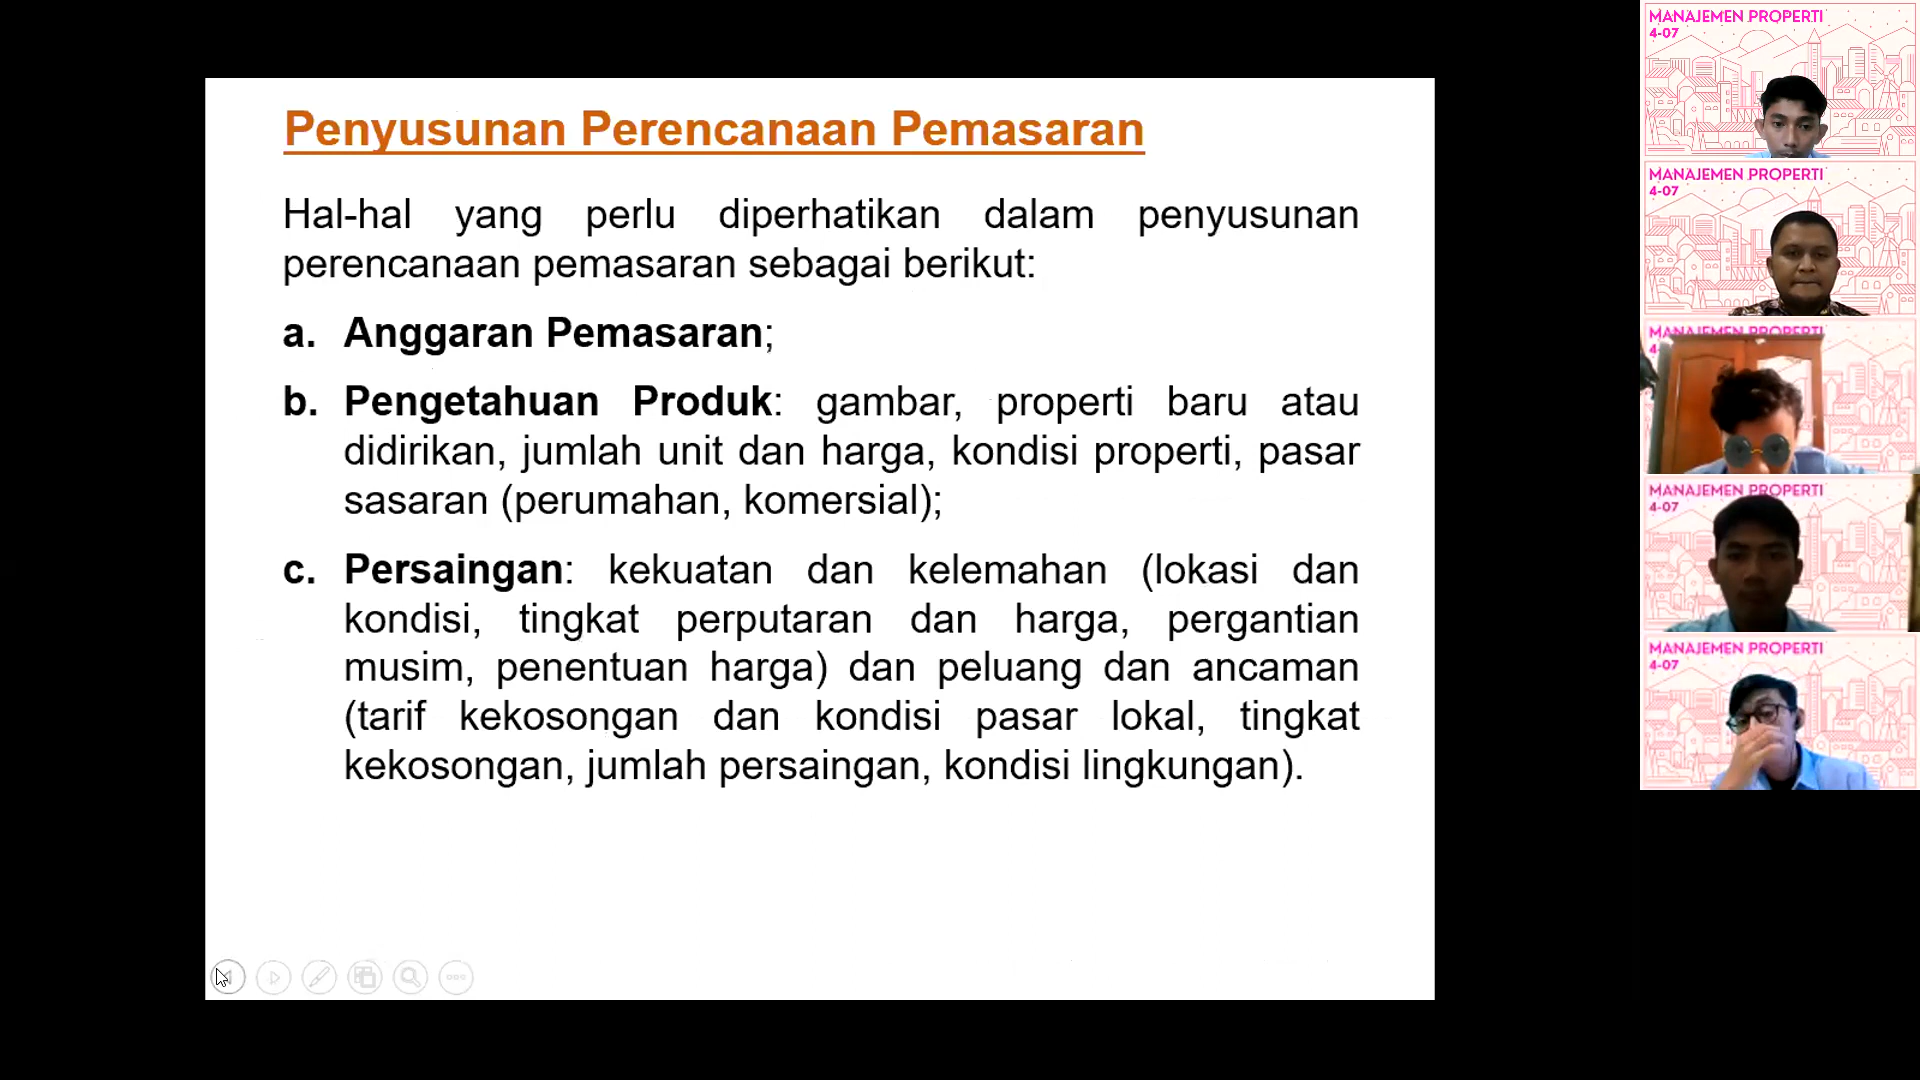 Penyusunan Perencanaan Pemasaran
Hal-hal yang perlu diperhatikan dalam penyusunan
perencanaan pemasaran sebagai berikut:
a. Anggaran Pemasaran;
b. Pengetahuan Produk: gambar, properti baru atau
didirikan, jumlah unit dan harga, kondisi properti, pasar
sasaran (perumahan, komersial);
c. Persaingan: kekuatan dan kelemahan (lokasi dan
kondisi, tingkat perputaran dan harga, pergantian
musim, penentuan harga) dan peluang dan ancaman
(tarif kekosongan dan kondisi pasar lokal, tingkat
kekosongan, jumlah persaingan, kondisi lingkungan).
MANAJEMEN PROPERTI
4-07
MANAJEMEN PROPERTI
4-07
MANAJEMEN PROPERTI
MANAJEMEN PROPERTI
4-07
MANAJEMEN PROPERTI
4-07